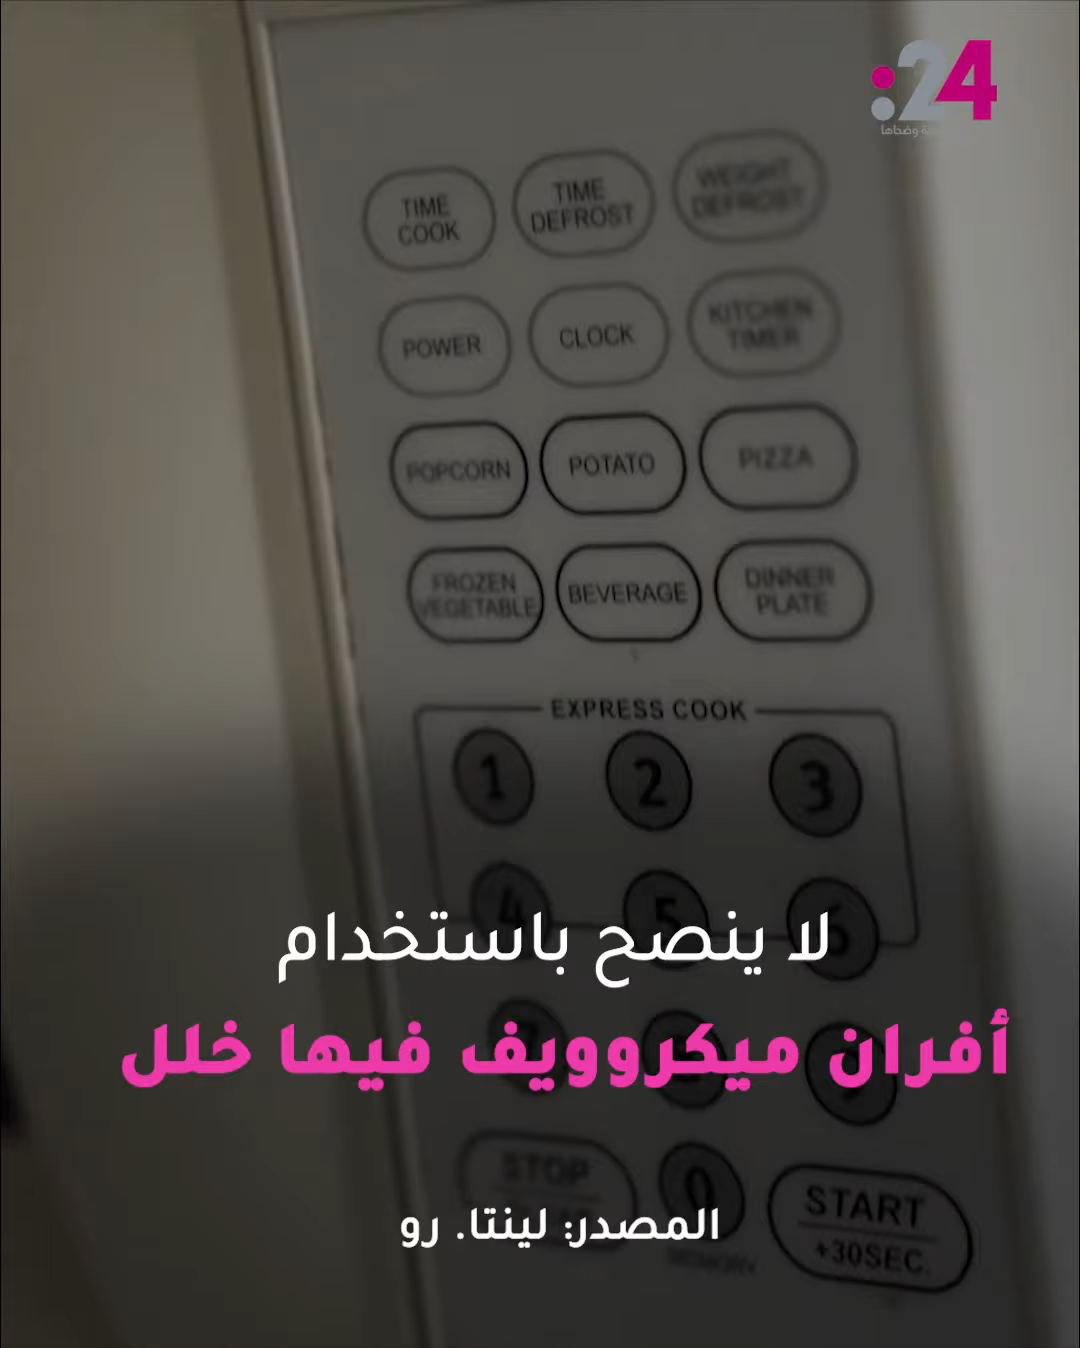 :24
TIME COOK
TIME DEFROST
WEIGHT DEFROST
POWER
CLOCK
KITCHEN TIMER
POPCORN
POTATO
PIZZA
FROZEN VEGETABLE
BEVERAGE
DINNER PLATE
EXPRESS COOK
1 2 3
4 5 6
لا ينصح باستخدام
أفران ميكروويف فيها خلل
STOP
0
START
+30SEC.
المصدر: لينتا. رو